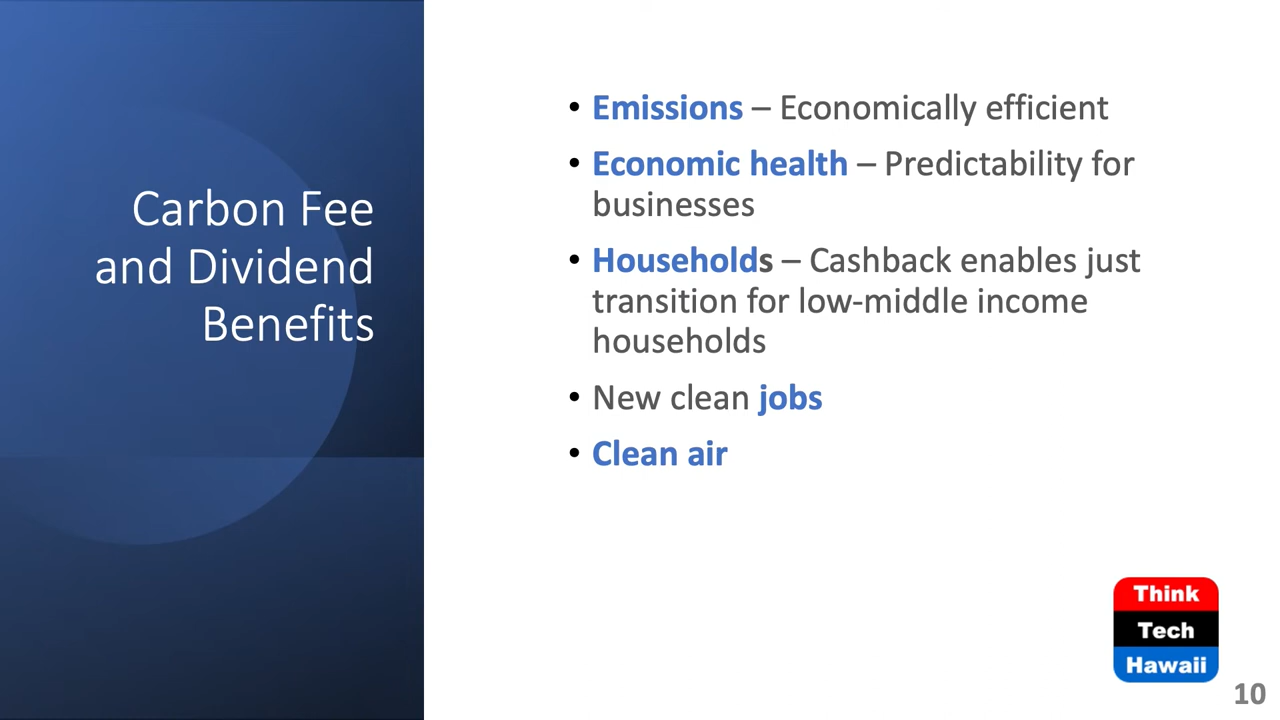 Carbon Fee
and Dividend
Benefits
• Emissions – Economically efficient
• Economic health – Predictability for
businesses
• Households – Cashback enables just
transition for low-middle income
households
• New clean jobs
• Clean air
Think
Tech
Hawaii
10